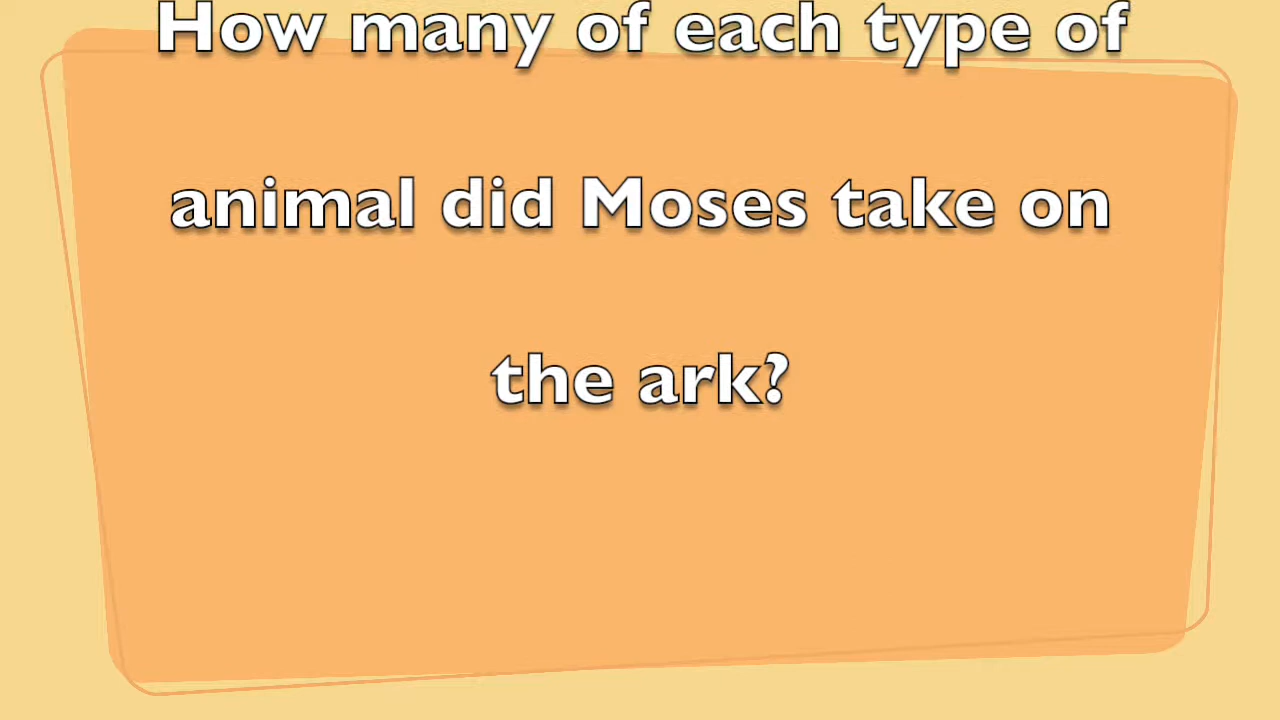 How many of each type of
animal did Moses take on
the ark?